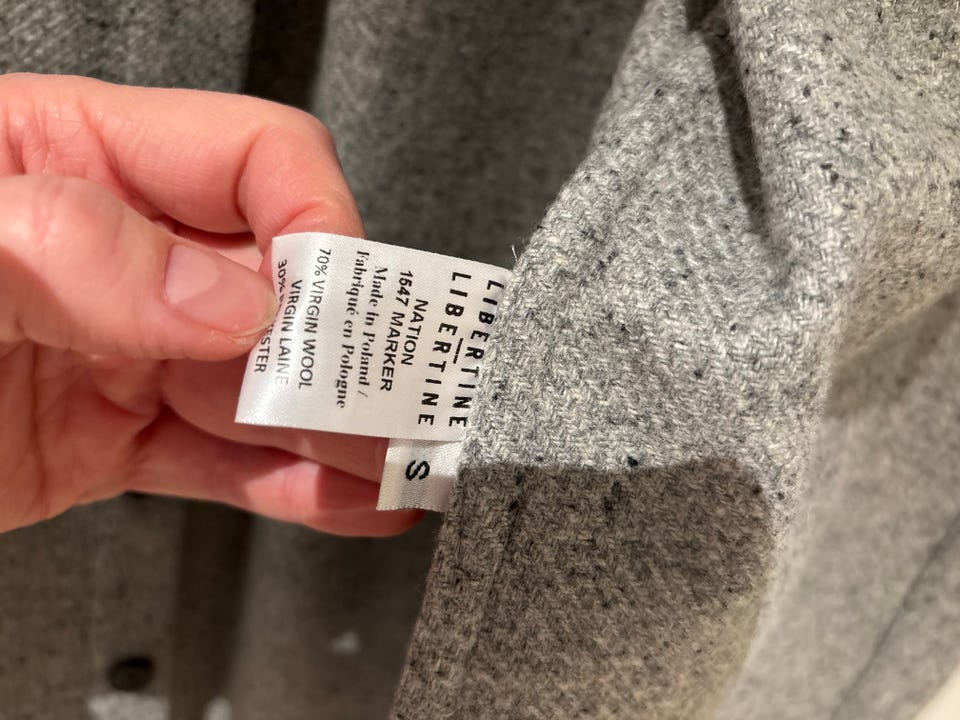 LIBERTINE
LIBERTINE
NATION
1547 MARKER
Made in Poland /
Fabriqué en Pologne
70% VIRGIN WOOL
VIRGIN LAINE
30%
S